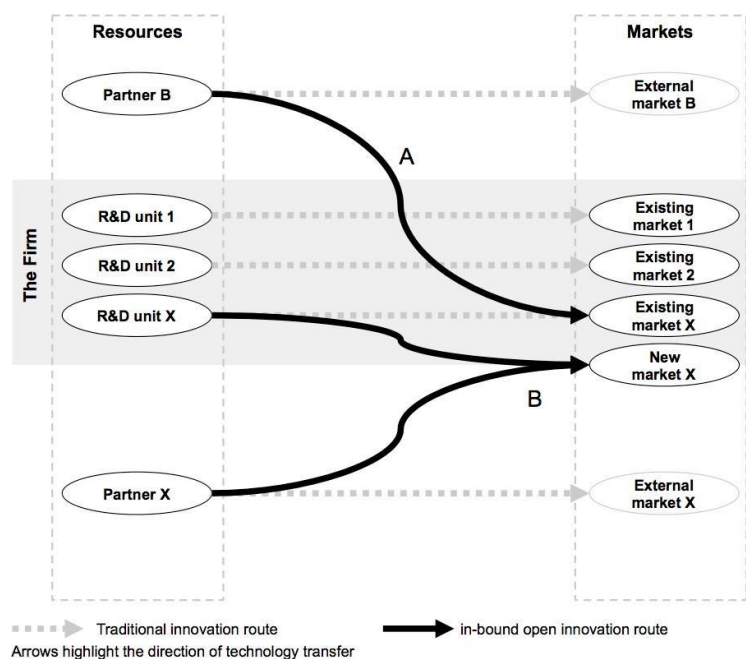 Resources
Markets
Partner B
External
market B
A
The Firm
R&D unit 1
Existing
market 1
R&D unit 2
Existing
market 2
R&D unit X
Existing
market X
New
market X
B
Partner X
External
market X
Traditional innovation route
in-bound open innovation route
Arrows highlight the direction of technology transfer